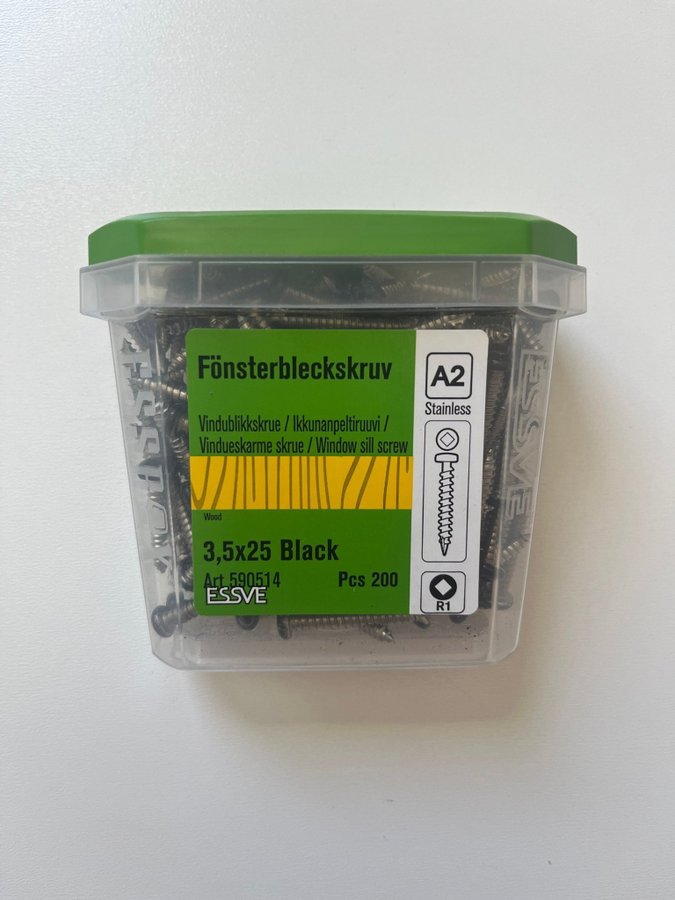 Fönsterbleckskruv
Vindublikkskrue / Ikkunanpeltiruuvi /
Vindueskarme skrue / Window sill screw
Wood
3,5x25 Black
Art 590514 Pcs 200
ESSVE
A2
Stainless
R1
ESSVE
ESSVE